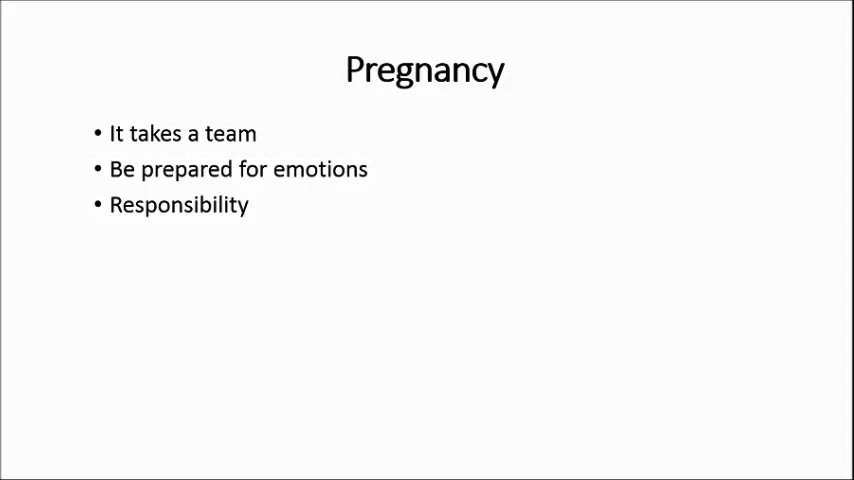 Pregnancy
• It takes a team
• Be prepared for emotions
• Responsibility